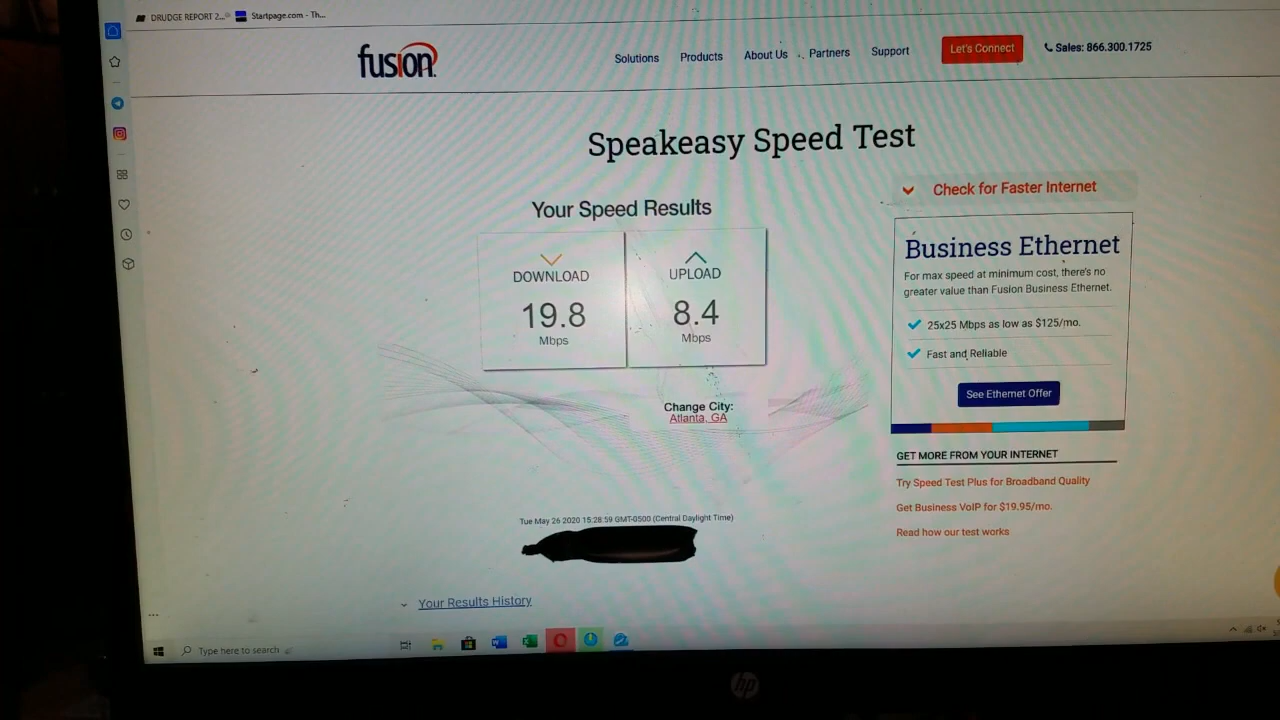 DRUDGE REPORT 2... Startpage.com - Th...
fusion
Solutions Products About Us Partners Support Let's Connect Sales: 866.300.1725
Speakeasy Speed Test
Check for Faster Internet
Your Speed Results
DOWNLOAD
19.8
Mbps
UPLOAD
8.4
Mbps
Change City:
Atlanta, GA
Business Ethernet
For max speed at minimum cost, there's no
greater value than Fusion Business Ethernet.
25x25 Mbps as low as $125/mo.
Fast and Reliable
See Ethernet Offer
GET MORE FROM YOUR INTERNET
Try Speed Test Plus for Broadband Quality
Get Business VoIP for $19.95/mo.
Read how our test works
Tue May 26 2020 15:28:59 GMT-0500 (Central Daylight Time)
Your Results History
Type here to search
hp